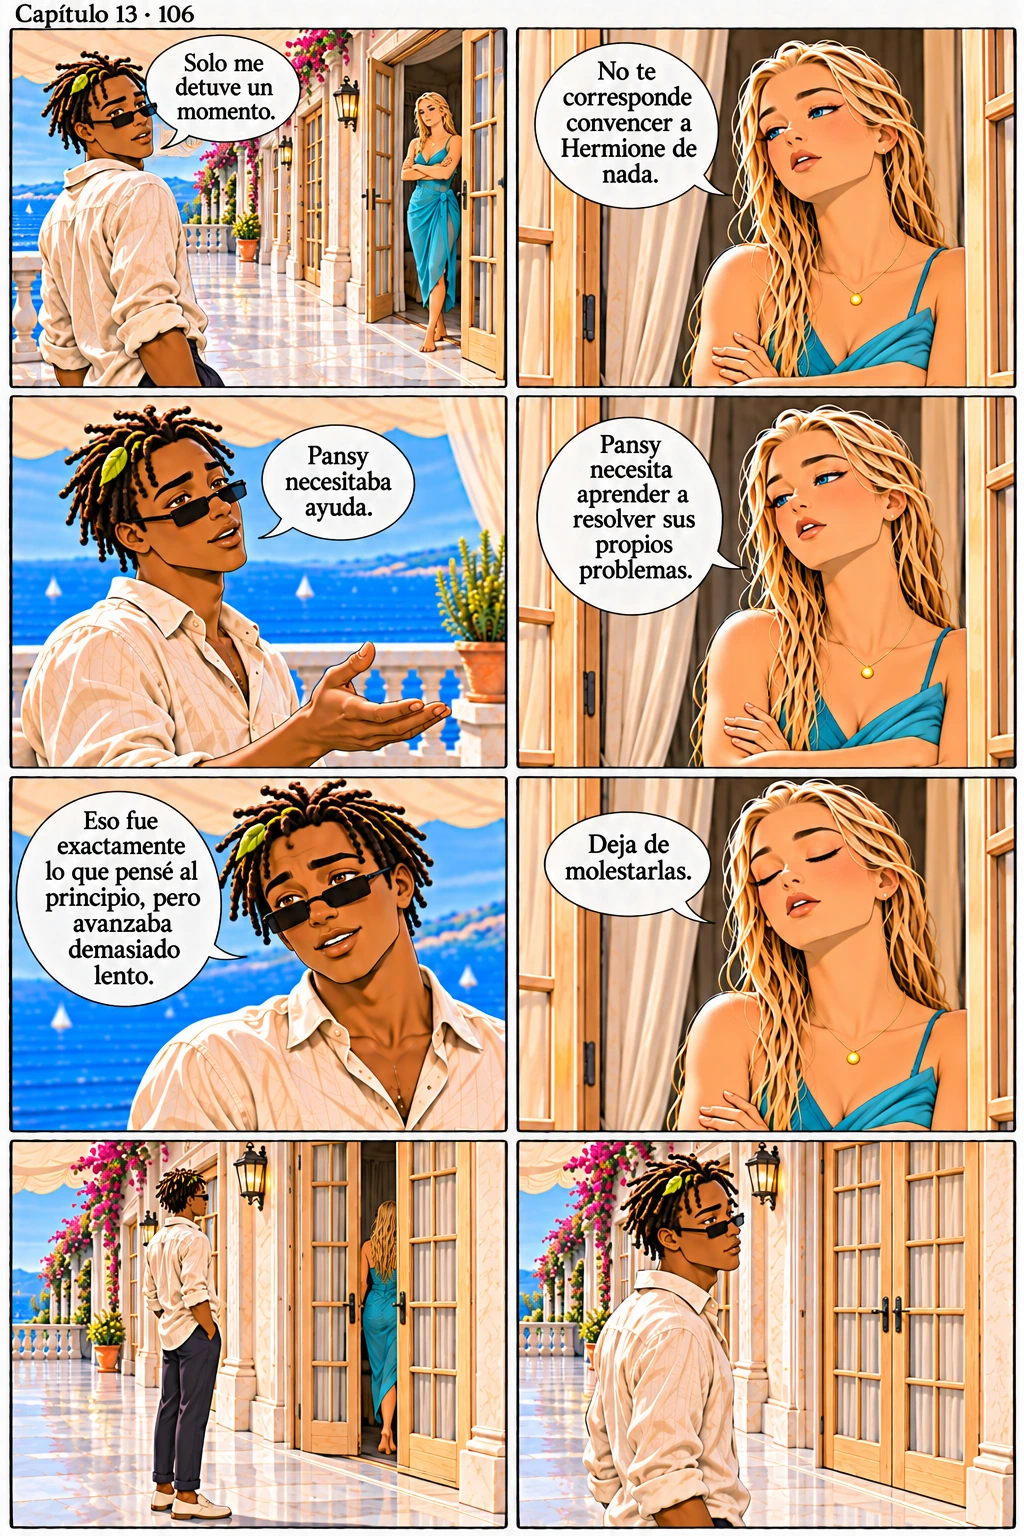 Capítulo 13 · 106
Solo me
detuve un
momento.
No te
corresponde
convencer a
Hermione de
nada.
Pansy
necesitaba
ayuda.
Pansy
necesita
aprender a
resolver sus
propios
problemas.
Eso fue
exactamente
lo que pensé al
principio, pero
avanzaba
demasiado
lento.
Deja de
molestarlas.